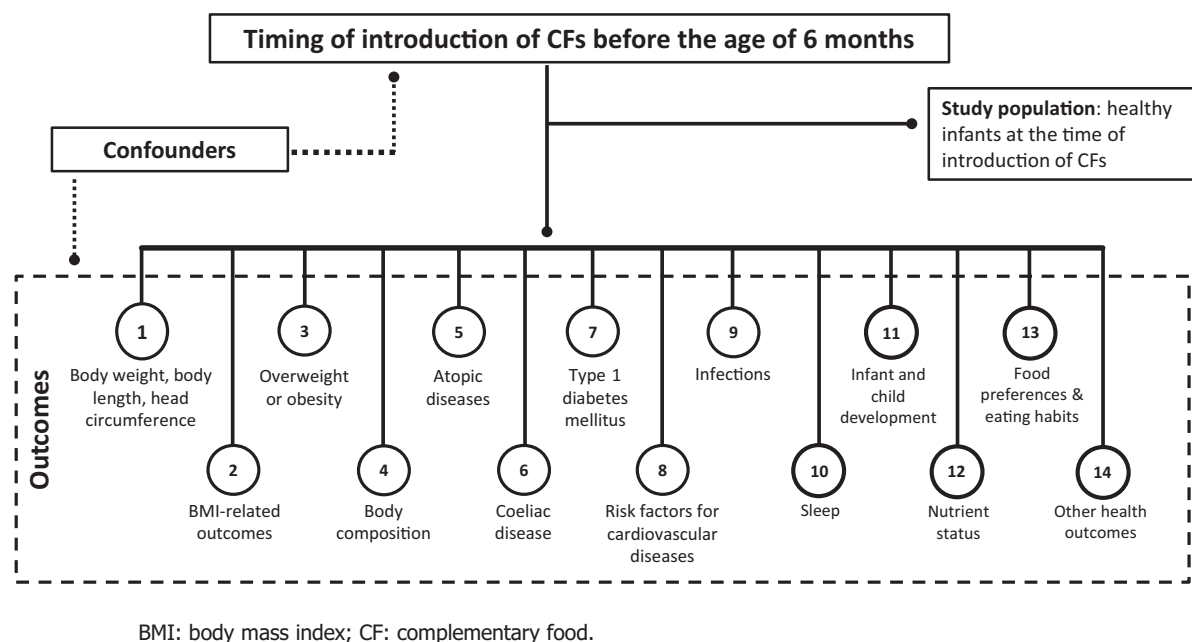 Timing of introduction of CFs before the age of 6 months
Study population: healthy
infants at the time of
introduction of CFs
Confounders
Outcomes
1
Body weight, body
length, head
circumference
2
BMI-related
outcomes
3
Overweight
or obesity
4
Body
composition
5
Atopic
diseases
6
Coeliac
disease
7
Type 1
diabetes
mellitus
8
Risk factors for
cardiovascular
diseases
9
Infections
10
Sleep
11
Infant and
child
development
12
Nutrient
status
13
Food
preferences &
eating habits
14
Other health
outcomes
BMI: body mass index; CF: complementary food.